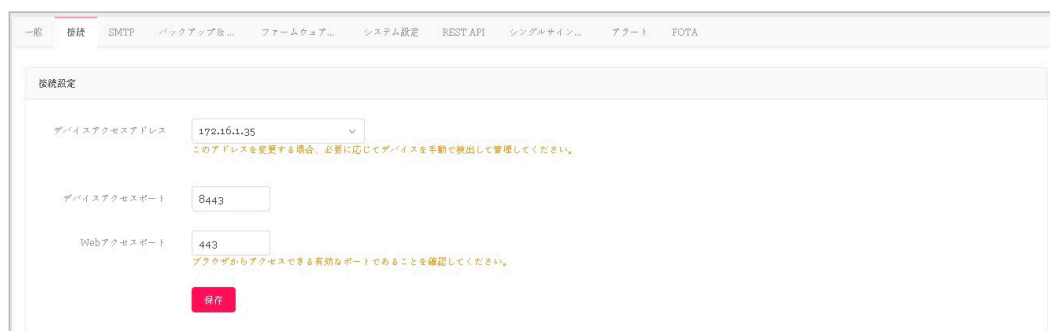 一般 接続 SMTP バックアップ& ... ファームウェア... システム設定 REST API シングルサイン... アラート FOTA
接続設定
デバイスアクセスアドレス 172.16.1.35
このアドレスを変更する場合、必要に応じてデバイスを手動で検出して管理してください。
デバイスアクセスポート 8443
Webアクセスポート 443
ブラウザからアクセスできる有効なポートであることを確認してください。
保存